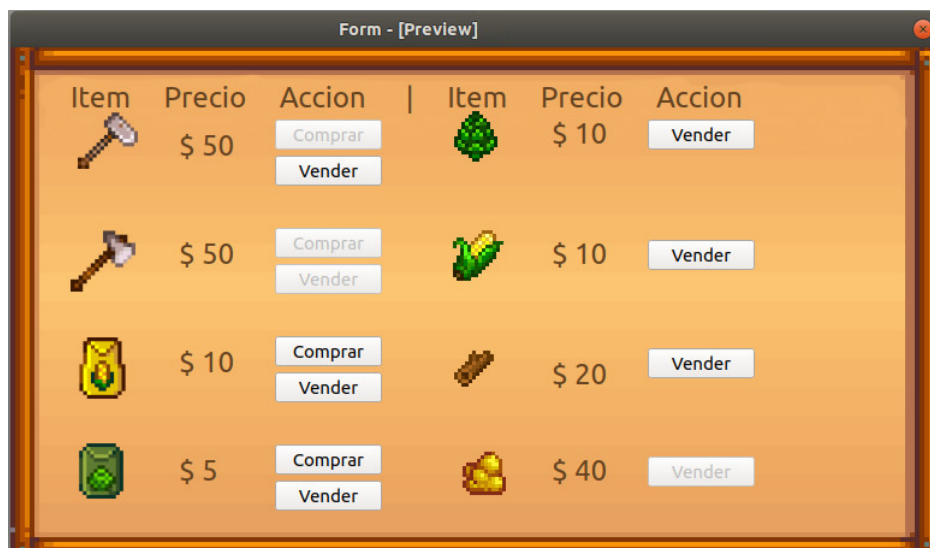 Form - [Preview]
Item Precio Accion | Item Precio Accion
$ 50 Comprar $ 10 Vender
Vender
$ 50 Comprar $ 10 Vender
Vender
$ 10 Comprar $ 20 Vender
Vender
$ 5 Comprar $ 40 Vender
Vender